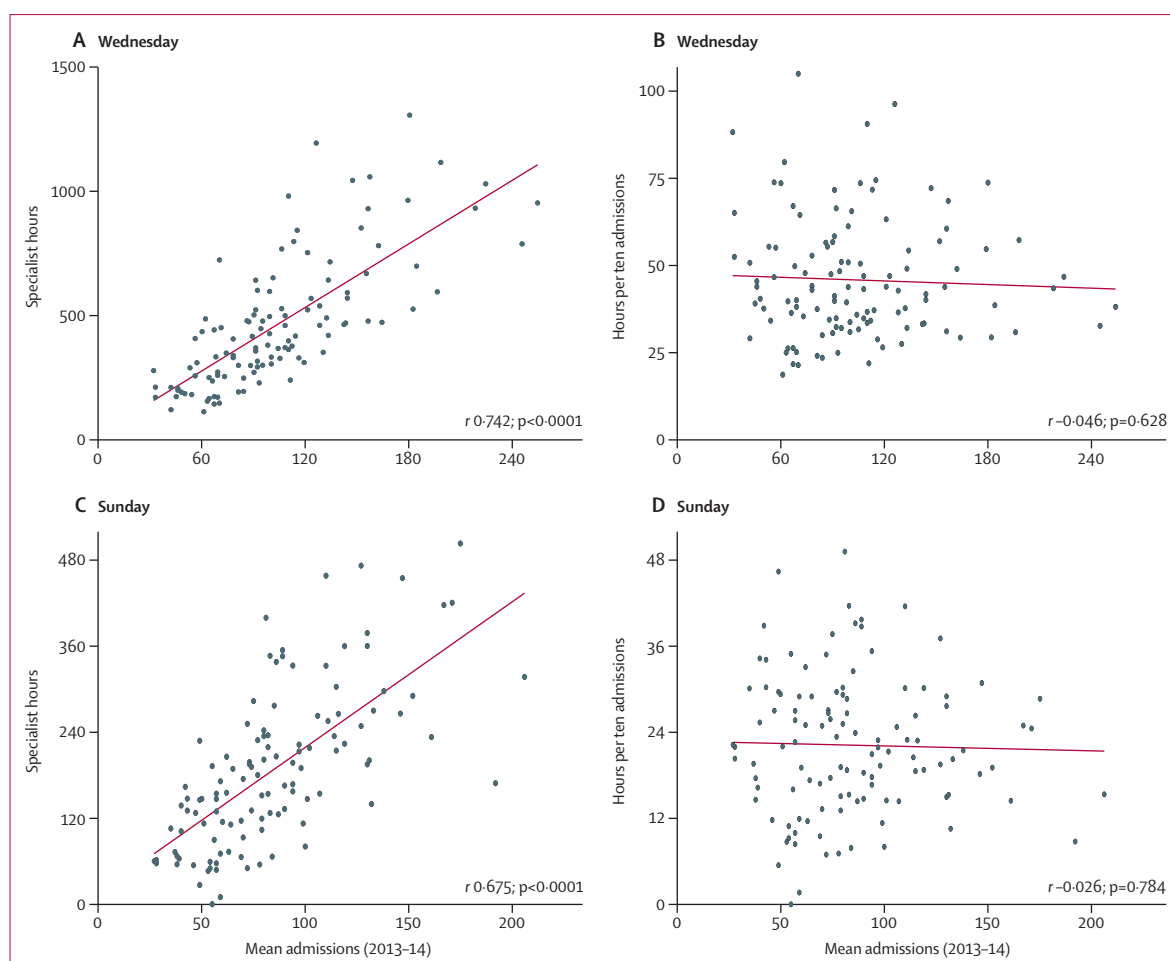 A Wednesday
1500
1000
500
0
Specialist hours
r 0·742; p<0·0001
0 60 120 180 240
B Wednesday
100
75
50
25
0
Hours per ten admissions
r −0·046; p=0·628
0 60 120 180 240
C Sunday
480
360
240
120
0
Specialist hours
r 0·675; p<0·0001
0 50 100 150 200
Mean admissions (2013–14)
D Sunday
48
36
24
12
0
Hours per ten admissions
r −0·026; p=0·784
0 50 100 150 200
Mean admissions (2013–14)